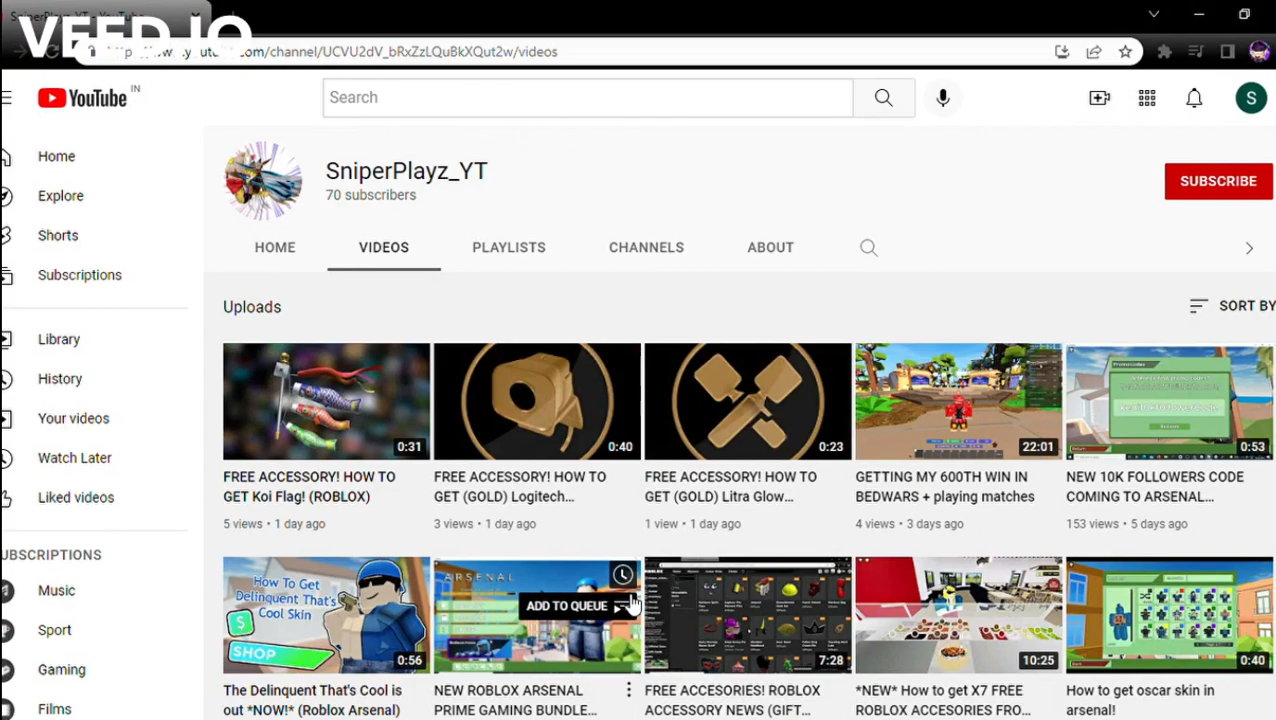 SniperPlayz_YT - YouTube
VEED.IO
youtube.com/channel/UCVU2dV_bRxZzLQuBkXQut2w/videos
YouTube IN
Search
S
Home
Explore
Shorts
Subscriptions
Library
History
Your videos
Watch Later
Liked videos
UBSCRIPTIONS
Music
Sport
Gaming
Films
SniperPlayz_YT
70 subscribers
SUBSCRIBE
HOME VIDEOS PLAYLISTS CHANNELS ABOUT
Uploads
SORT BY
0:31
FREE ACCESSORY! HOW TO
GET Koi Flag! (ROBLOX)
5 views • 1 day ago
0:40
FREE ACCESSORY! HOW TO
GET (GOLD) Logitech...
3 views • 1 day ago
0:23
FREE ACCESSORY! HOW TO
GET (GOLD) Litra Glow...
1 view • 1 day ago
22:01
GETTING MY 600TH WIN IN
BEDWARS + playing matches
4 views • 3 days ago
0:53
NEW 10K FOLLOWERS CODE
COMING TO ARSENAL...
153 views • 5 days ago
How To Get
Delinquent That's
Cool Skin
$
SHOP
0:56
The Delinquent That's Cool is
out *NOW!* (Roblox Arsenal)
ARSENAL
ADD TO QUEUE
NEW ROBLOX ARSENAL
PRIME GAMING BUNDLE...
7:28
FREE ACCESORIES! ROBLOX
ACCESSORY NEWS (GIFT...
10:25
*NEW* How to get X7 FREE
ROBLOX ACCESORIES FRO...
0:40
How to get oscar skin in
arsenal!